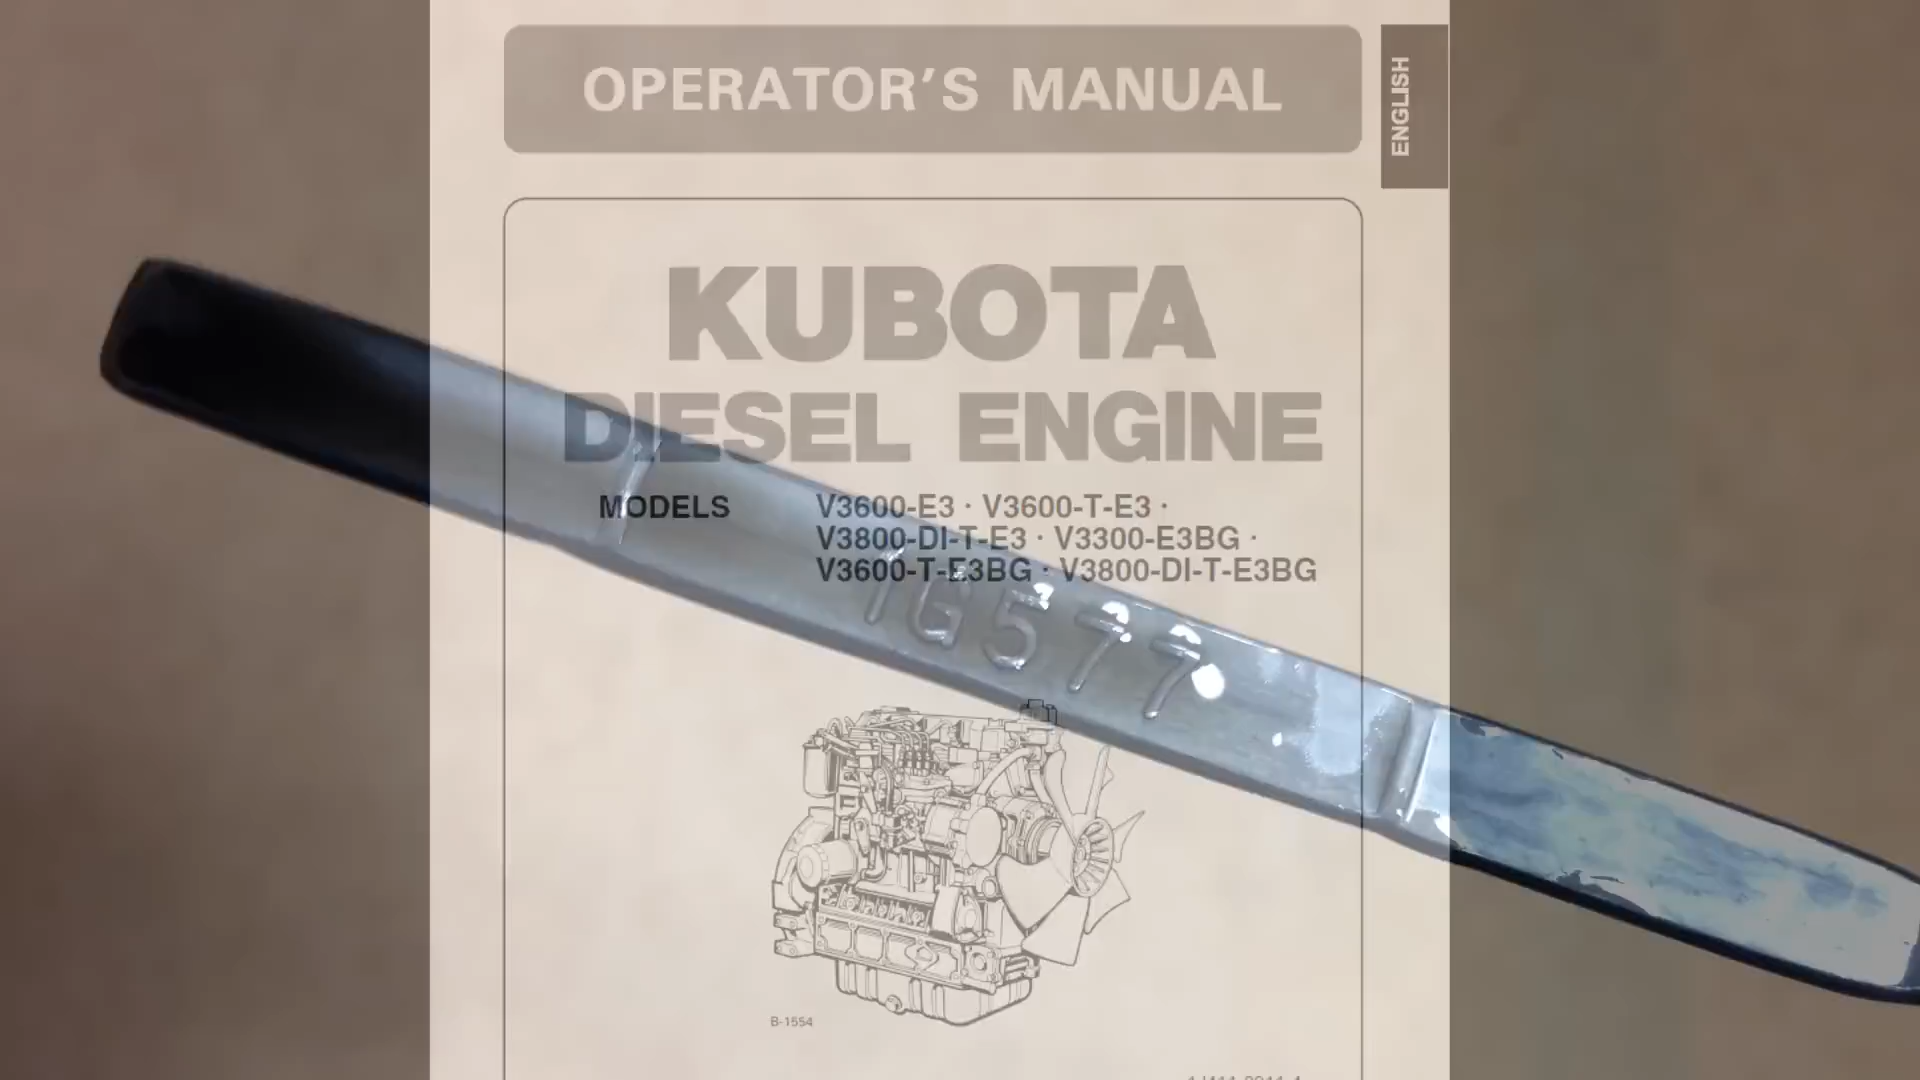 OPERATOR'S MANUAL
ENGLISH
KUBOTA
DIESEL ENGINE
MODELS V3600-E3 · V3600-T-E3 ·
V3800-DI-T-E3 · V3300-E3BG ·
V3600-T-E3BG · V3800-DI-T-E3BG
1G577
B-1554